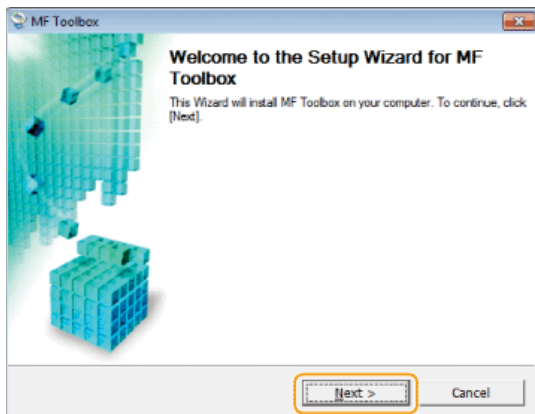 MF Toolbox
Welcome to the Setup Wizard for MF
Toolbox
This Wizard will install MF Toolbox on your computer. To continue, click
[Next].
Next >
Cancel